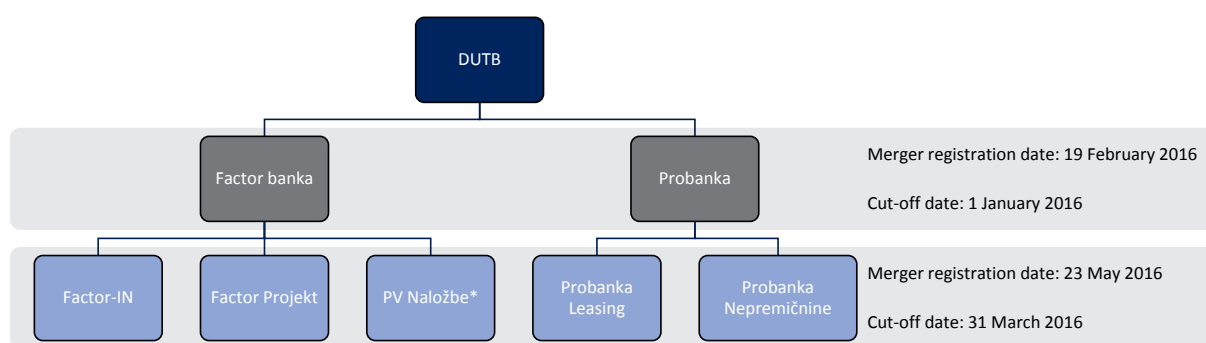 DUTB
Factor banka
Probanka
Merger registration date: 19 February 2016
Cut-off date: 1 January 2016
Factor-IN
Factor Projekt
PV Naložbe*
Probanka
Leasing
Probanka
Nepremičnine
Merger registration date: 23 May 2016
Cut-off date: 31 March 2016